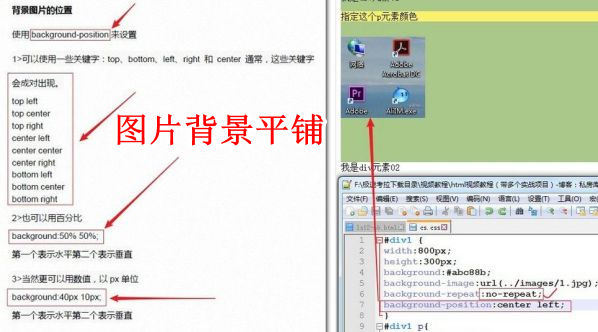 背景图片的位置
使用background-position来设置
1>可以使用一些关键字：top、bottom、left、right 和 center 通常，这些关键字
会成对出现。
top left
top center
top right
center left
center center
center right
bottom left
bottom center
bottom right
2>也可以用百分比
background:50% 50%;
第一个表示水平第二个表示垂直
3>当然更可以用数值，以 px 单位
background:40px 10px;
第一个表示水平第二个表示垂直
图片背景平铺
指定这个p元素颜色
网络
Adobe
Acrobat DC
Adobe
AliIM.exe
我是div元素02
F:\极速考拉下载目录\视频教程\html视频教程（带多个实战项目）-博客：私房库
文件(F) 编辑(E) 搜索(S) 视图(V) 编码(N) 语言(L) 设置(T) 工具(O)
cs.css
1 #div1 {
2 width:800px;
3 height:300px;
4 background:#abc88b;
5 background-image:url(../images/1.jpg);
6 background-repeat:no-repeat;
7 background-position:center left;
8 }
9 #div1 p{